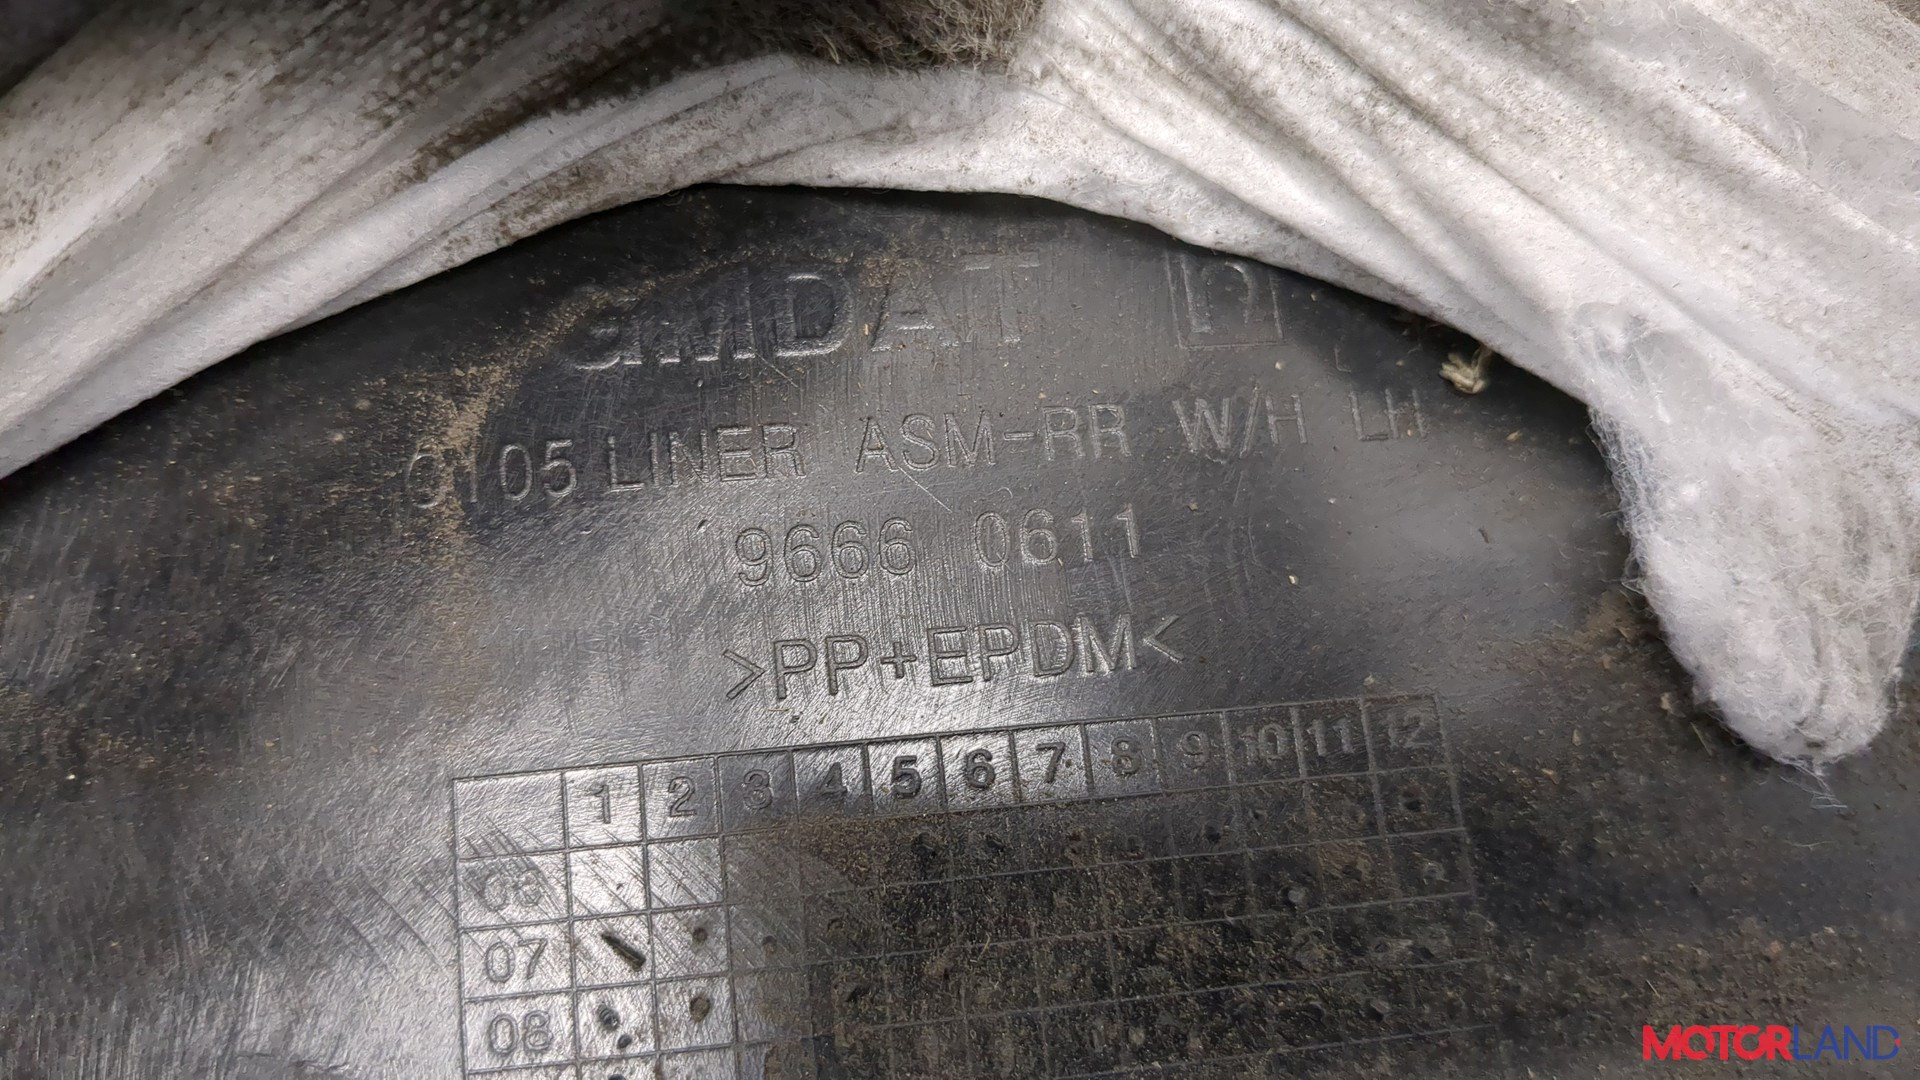 GMDAT
C105 LINER ASM-RR W/H LH
9666 0611
>PP+EPDM<
1 2 3 4 5 6 7 8 9 10 11 12
06
07
08
MOTORLAND